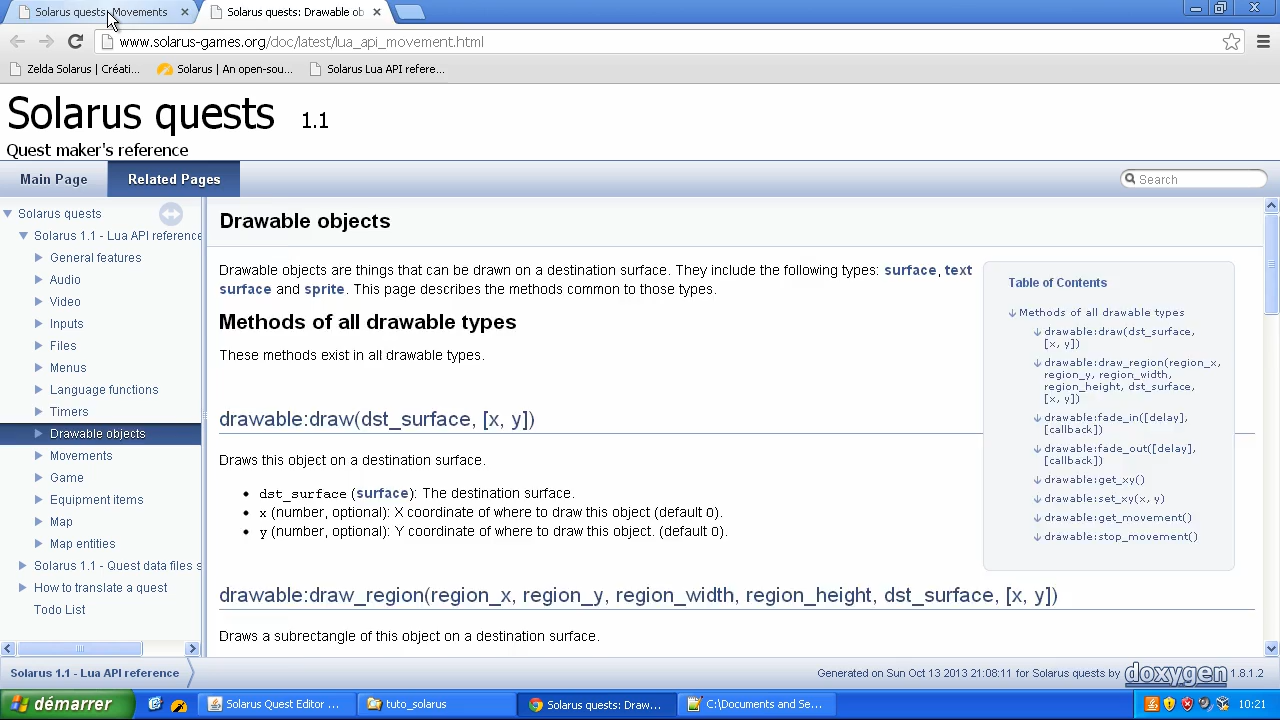 Solarus quests: Movements
Solarus quests: Drawable ob
www.solarus-games.org/doc/latest/lua_api_movement.html
Zelda Solarus | Créati...
Solarus | An open-sou...
Solarus Lua API refere...
Solarus quests 1.1
Quest maker's reference
Main Page
Related Pages
Search
Solarus quests
Solarus 1.1 - Lua API reference
General features
Audio
Video
Inputs
Files
Menus
Language functions
Timers
Drawable objects
Movements
Game
Equipment items
Map
Map entities
Solarus 1.1 - Quest data files s
How to translate a quest
Todo List
Drawable objects
Drawable objects are things that can be drawn on a destination surface. They include the following types: surface, text
surface and sprite. This page describes the methods common to those types.
Methods of all drawable types
These methods exist in all drawable types.
drawable:draw(dst_surface, [x, y])
Draws this object on a destination surface.
• dst_surface (surface): The destination surface.
• x (number, optional): X coordinate of where to draw this object (default 0).
• y (number, optional): Y coordinate of where to draw this object. (default 0).
drawable:draw_region(region_x, region_y, region_width, region_height, dst_surface, [x, y])
Draws a subrectangle of this object on a destination surface.
Table of Contents
Methods of all drawable types
drawable:draw(dst_surface,
[x, y])
drawable:draw_region(region_x,
region_y, region_width,
region_height, dst_surface,
[x, y])
drawable:fade_in([delay],
[callback])
drawable:fade_out([delay],
[callback])
drawable:get_xy()
drawable:set_xy(x, y)
drawable:get_movement()
drawable:stop_movement()
Solarus 1.1 - Lua API reference
Generated on Sun Oct 13 2013 21:08:11 for Solarus quests by doxygen 1.8.1.2
démarrer
Solarus Quest Editor ...
tuto_solarus
Solarus quests: Draw...
C:\Documents and Se...
10:21